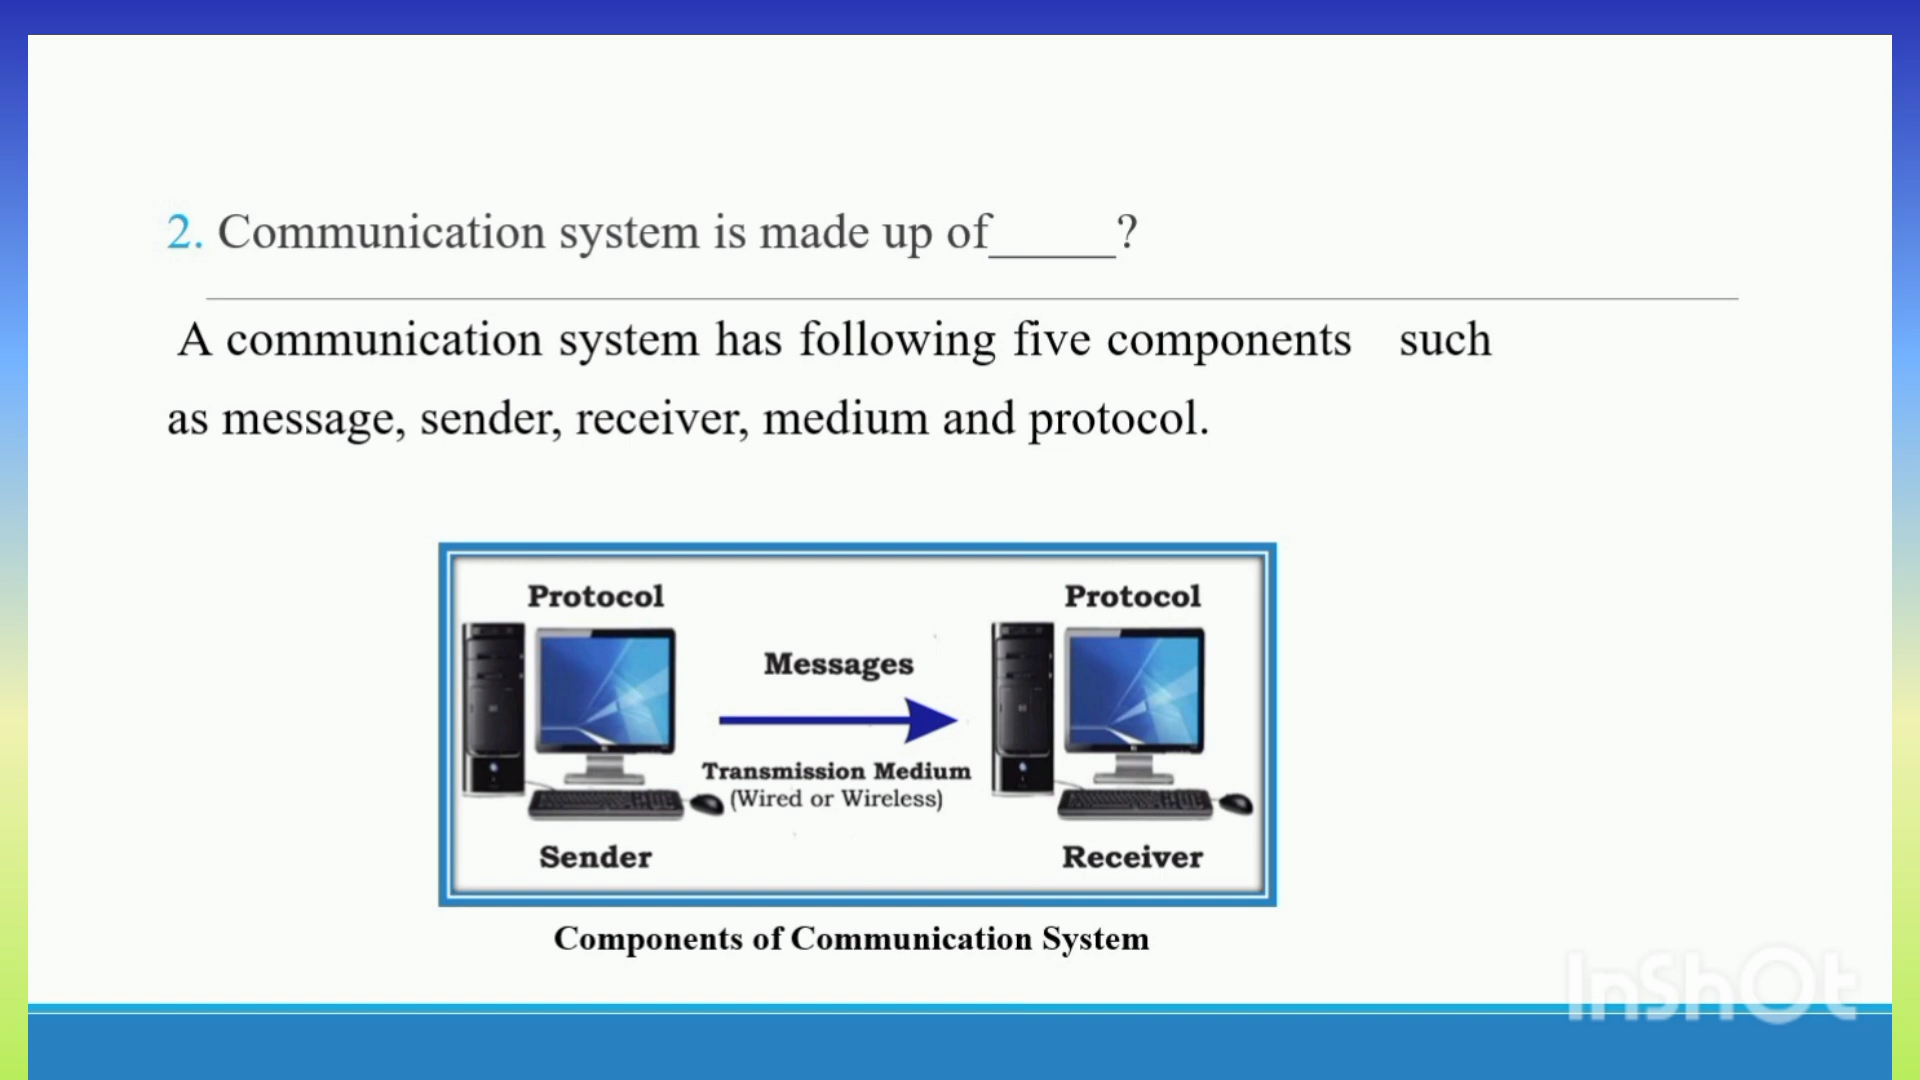 2. Communication system is made up of_____?
A communication system has following five components such
as message, sender, receiver, medium and protocol.
Protocol Protocol
Messages
Transmission Medium
(Wired or Wireless)
Sender Receiver
Components of Communication System
InShOt